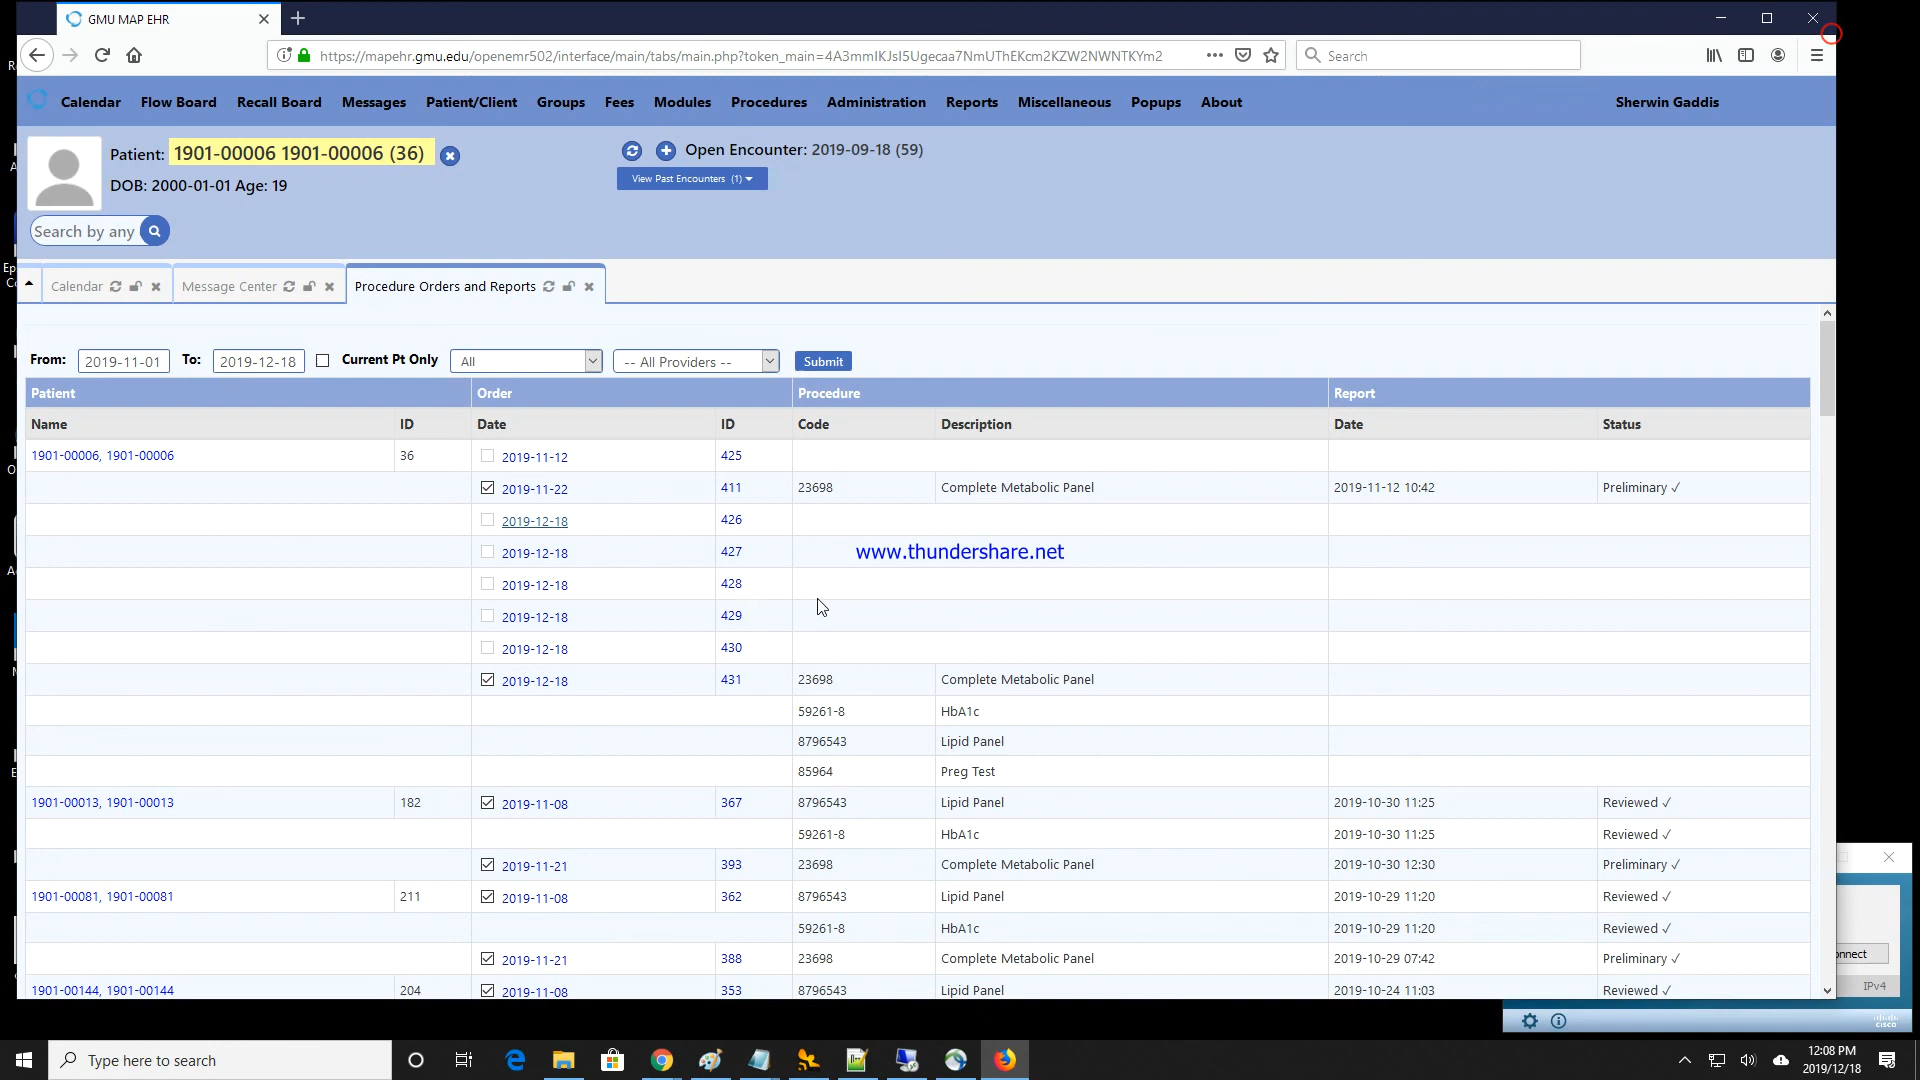 GMU MAP EHR
https://mapehr.gmu.edu/openemr502/interface/main/tabs/main.php?token_main=4A3mmIKJsI5Ugecaa7NmUThEKcm2KZW2NWNTKYm2
Search
Calendar Flow Board Recall Board Messages Patient/Client Groups Fees Modules Procedures Administration Reports Miscellaneous Popups About Sherwin Gaddis
Patient: 1901-00006 1901-00006 (36)
Open Encounter: 2019-09-18 (59)
DOB: 2000-01-01 Age: 19
View Past Encounters (1)
Search by any
Calendar Message Center Procedure Orders and Reports
From: 2019-11-01 To: 2019-12-18 Current Pt Only All -- All Providers -- Submit
Patient Order Procedure Report
Name ID Date ID Code Description Date Status
1901-00006, 1901-00006 36 2019-11-12 425
2019-11-22 411 23698 Complete Metabolic Panel 2019-11-12 10:42 Preliminary ✓
2019-12-18 426
2019-12-18 427
www.thundershare.net
2019-12-18 428
2019-12-18 429
2019-12-18 430
2019-12-18 431 23698 Complete Metabolic Panel
59261-8 HbA1c
8796543 Lipid Panel
85964 Preg Test
1901-00013, 1901-00013 182 2019-11-08 367 8796543 Lipid Panel 2019-10-30 11:25 Reviewed ✓
59261-8 HbA1c 2019-10-30 11:25 Reviewed ✓
2019-11-21 393 23698 Complete Metabolic Panel 2019-10-30 12:30 Preliminary ✓
1901-00081, 1901-00081 211 2019-11-08 362 8796543 Lipid Panel 2019-10-29 11:20 Reviewed ✓
59261-8 HbA1c 2019-10-29 11:20 Reviewed ✓
2019-11-21 388 23698 Complete Metabolic Panel 2019-10-29 07:42 Preliminary ✓
1901-00144, 1901-00144 204 2019-11-08 353 8796543 Lipid Panel 2019-10-24 11:03 Reviewed ✓
onnect
IPv4
CISCO
Type here to search
12:08 PM
2019/12/18